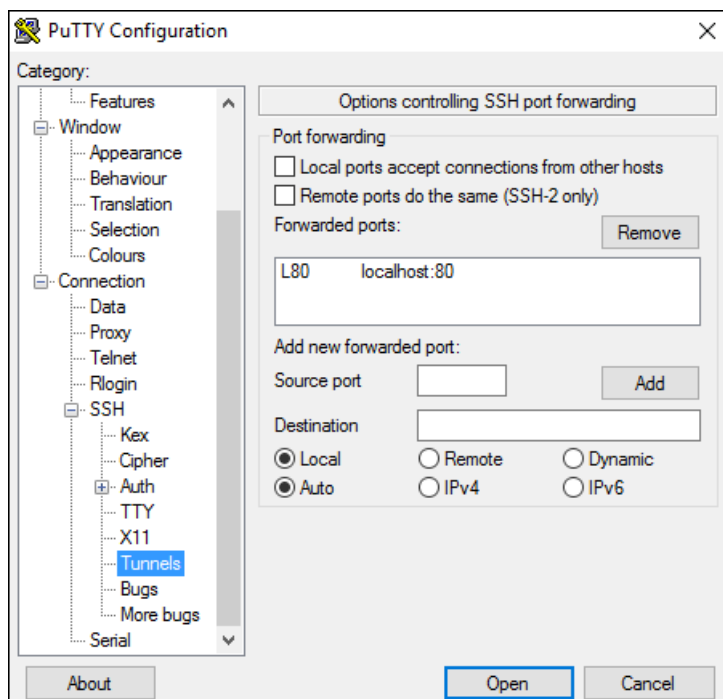 PuTTY Configuration
Category:
Features
Window
Appearance
Behaviour
Translation
Selection
Colours
Connection
Data
Proxy
Telnet
Rlogin
SSH
Kex
Cipher
Auth
TTY
X11
Tunnels
Bugs
More bugs
Serial
Options controlling SSH port forwarding
Port forwarding
Local ports accept connections from other hosts
Remote ports do the same (SSH-2 only)
Forwarded ports:
Remove
L80 localhost:80
Add new forwarded port:
Source port
Add
Destination
Local Remote Dynamic
Auto IPv4 IPv6
About
Open
Cancel